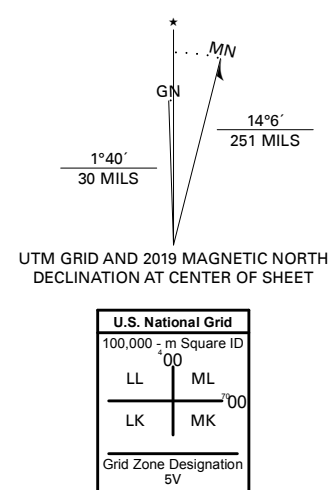 ★
MN
GN
14°6´
251 MILS
1°40´
30 MILS
UTM GRID AND 2019 MAGNETIC NORTH
DECLINATION AT CENTER OF SHEET
U.S. National Grid
100,000 - m Square ID
⁴00
LL ML
⁷⁰00
LK MK
Grid Zone Designation
5V